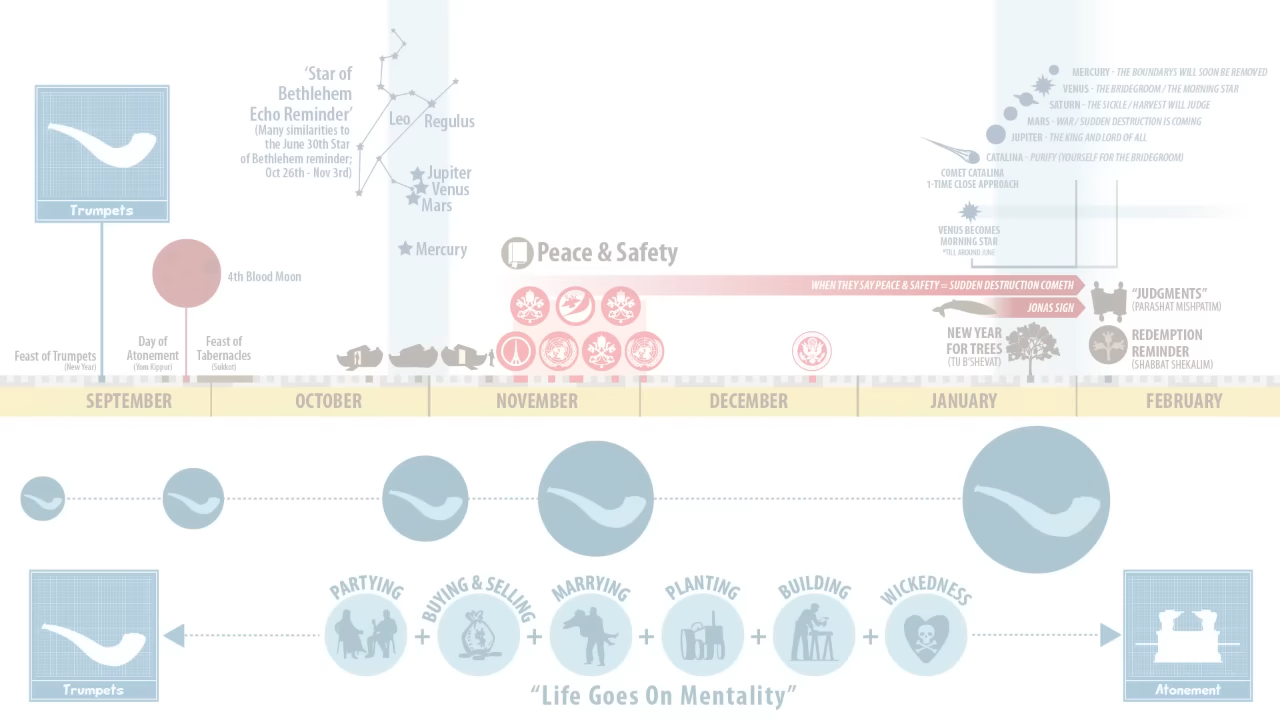 ‘Star of
Bethlehem
Echo Reminder’
(Many similarities to
the June 30th Star
of Bethlehem reminder;
Oct 26th - Nov 3rd)
Leo
Regulus
Jupiter
Venus
Mars
Mercury
Trumpets
4th Blood Moon
Feast of Trumpets
(New Year)
Day of
Atonement
(Yom Kippur)
Feast of
Tabernacles
(Sukkot)
Peace & Safety
WHEN THEY SAY PEACE & SAFETY = SUDDEN DESTRUCTION COMETH
JONAS SIGN
MERCURY - THE BOUNDARYS WILL SOON BE REMOVED
VENUS - THE BRIDEGROOM / THE MORNING STAR
SATURN - THE SICKLE / HARVEST WILL JUDGE
MARS - WAR / SUDDEN DESTRUCTION IS COMING
JUPITER - THE KING AND LORD OF ALL
CATALINA - PURIFY (YOURSELF FOR THE BRIDEGROOM)
COMET CATALINA
1-TIME CLOSE APPROACH
VENUS BECOMES
MORNING STAR
*TILL AROUND JUNE
NEW YEAR
FOR TREES
(TU B'SHEVAT)
“JUDGMENTS”
(PARASHAT MISHPATIM)
REDEMPTION
REMINDER
(SHABBAT SHEKALIM)
SEPTEMBER
OCTOBER
NOVEMBER
DECEMBER
JANUARY
FEBRUARY
PARTYING
+
BUYING & SELLING
+
MARRYING
+
PLANTING
+
BUILDING
+
WICKEDNESS
Trumpets
Atonement
“Life Goes On Mentality”